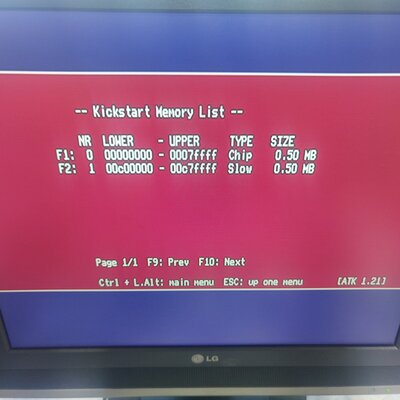 -- Kickstart Memory List --
NR LOWER - UPPER TYPE SIZE
F1: 0 00000000 - 0007ffff Chip 0.50 MB
F2: 1 00c00000 - 00c7ffff Slow 0.50 MB
Page 1/1 F9: Prev F10: Next
Ctrl + L.Alt: main menu ESC: up one menu [ATK 1.21]
LG